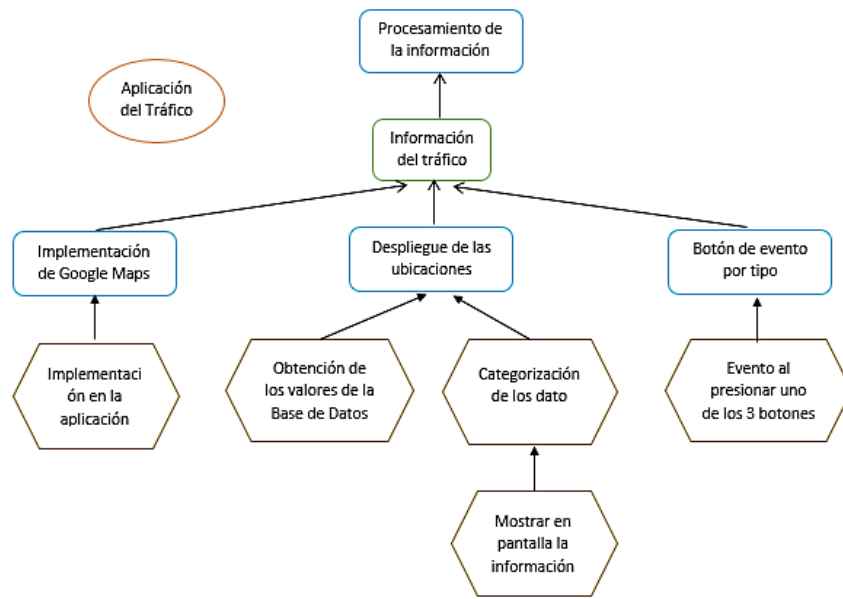 Procesamiento de
la información
Aplicación
del Tráfico
Información
del tráfico
Implementación
de Google Maps
Despliegue de las
ubicaciones
Botón de evento
por tipo
Implementaci
ón en la
aplicación
Obtención de
los valores de la
Base de Datos
Categorización
de los dato
Evento al
presionar uno
de los 3 botones
Mostrar en
pantalla la
información